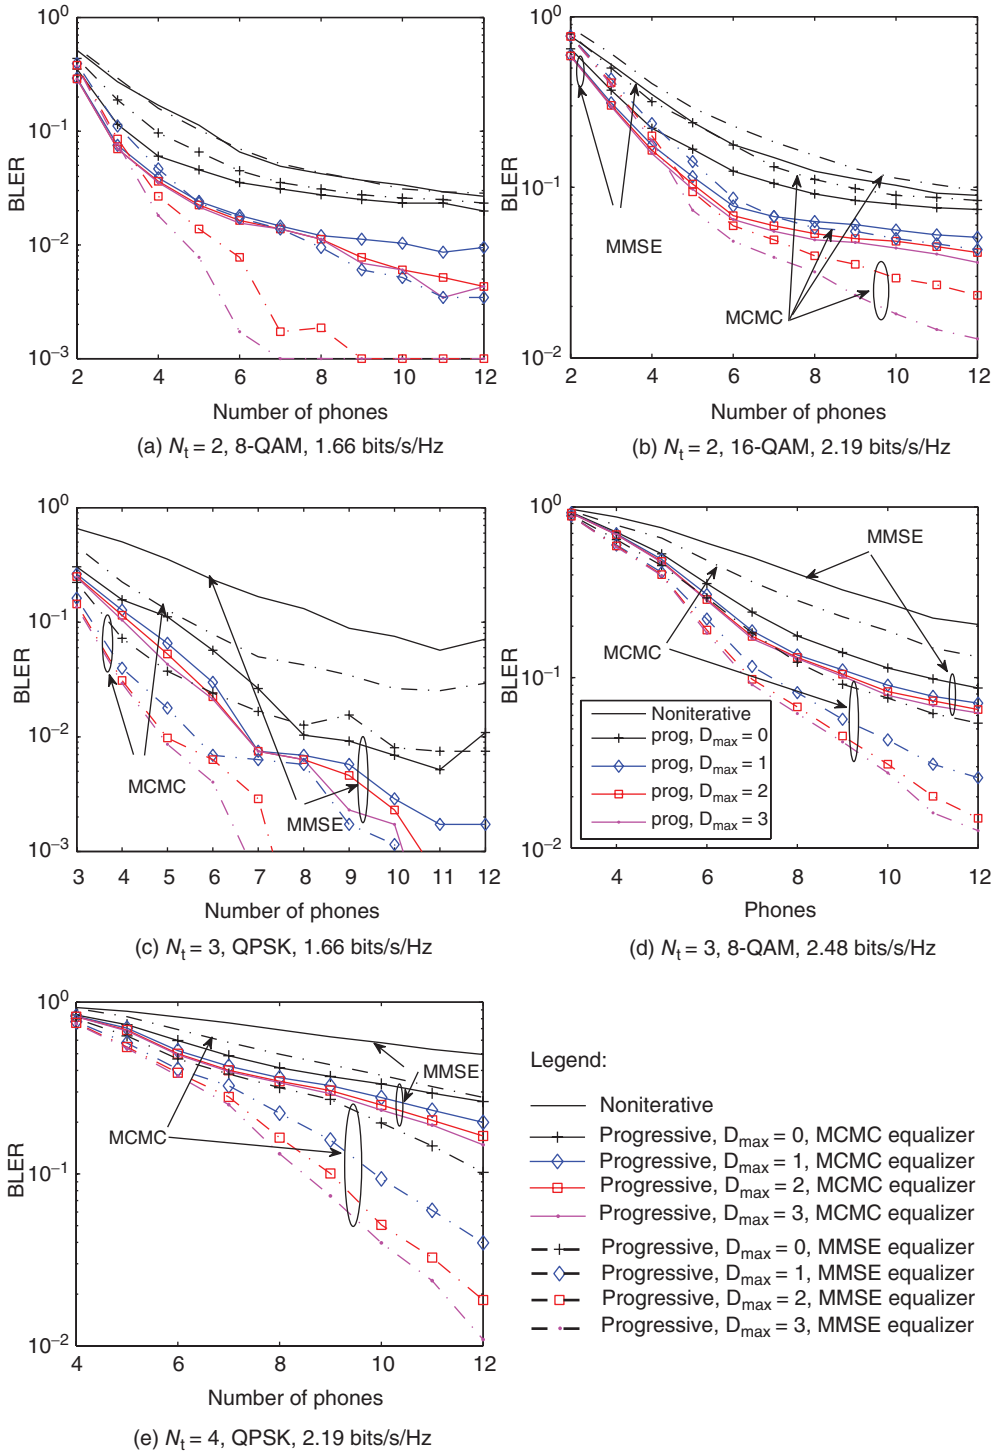 10^0
10^-1
10^-2
10^-3
BLER
2 4 6 8 10 12
Number of phones
(a) N_t = 2, 8-QAM, 1.66 bits/s/Hz
10^0
10^-1
10^-2
BLER
MMSE
MCMC
2 4 6 8 10 12
Number of phones
(b) N_t = 2, 16-QAM, 2.19 bits/s/Hz
10^0
10^-1
10^-2
10^-3
BLER
MCMC
MMSE
3 4 5 6 7 8 9 10 11 12
Number of phones
(c) N_t = 3, QPSK, 1.66 bits/s/Hz
10^0
10^-1
10^-2
BLER
MMSE
MCMC
Noniterative
prog, D_max = 0
prog, D_max = 1
prog, D_max = 2
prog, D_max = 3
4 6 8 10 12
Phones
(d) N_t = 3, 8-QAM, 2.48 bits/s/Hz
10^0
10^-1
10^-2
BLER
MMSE
MCMC
4 6 8 10 12
Number of phones
(e) N_t = 4, QPSK, 2.19 bits/s/Hz
Legend:
Noniterative
Progressive, D_max = 0, MCMC equalizer
Progressive, D_max = 1, MCMC equalizer
Progressive, D_max = 2, MCMC equalizer
Progressive, D_max = 3, MCMC equalizer
Progressive, D_max = 0, MMSE equalizer
Progressive, D_max = 1, MMSE equalizer
Progressive, D_max = 2, MMSE equalizer
Progressive, D_max = 3, MMSE equalizer